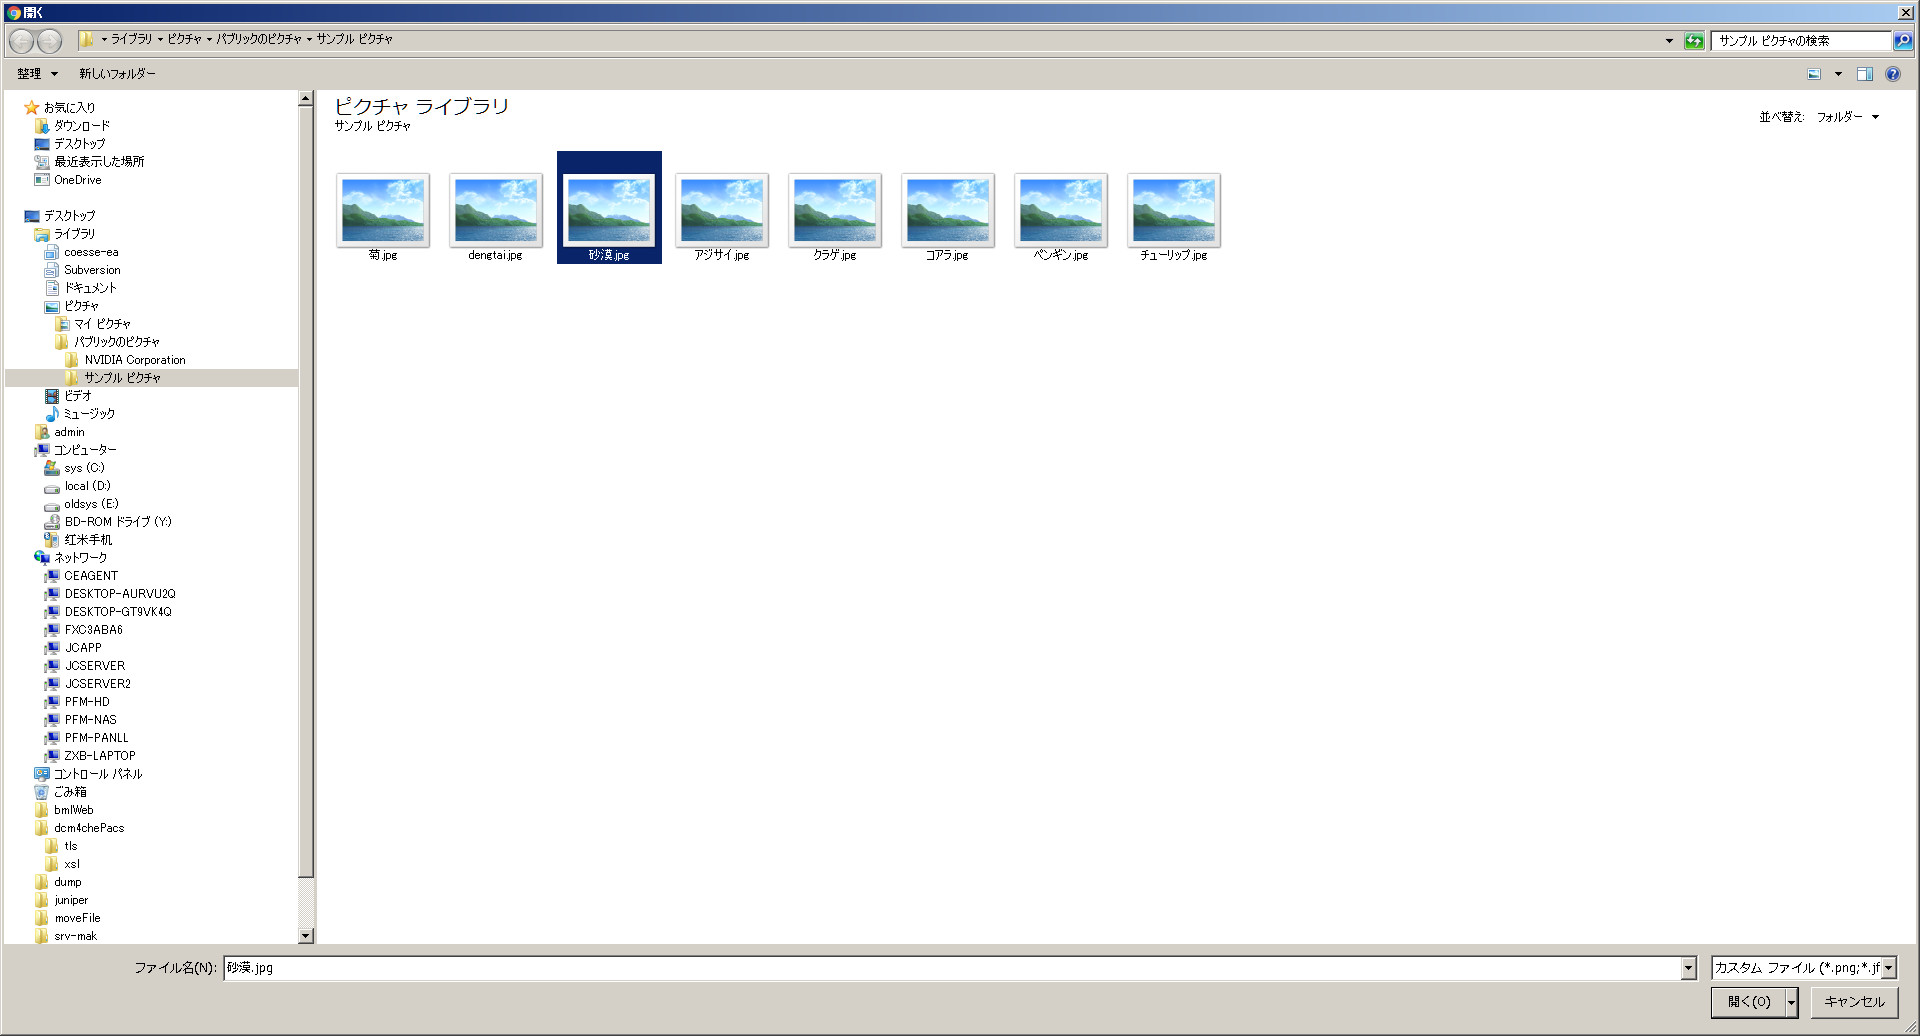 開く
ライブラリ ▾ ピクチャ ▾ パブリックのピクチャ ▾ サンプル ピクチャ
サンプル ピクチャの検索
整理
新しいフォルダー
お気に入り
ダウンロード
デスクトップ
最近表示した場所
OneDrive
デスクトップ
ライブラリ
coesse-ea
Subversion
ドキュメント
ピクチャ
マイ ピクチャ
パブリックのピクチャ
NVIDIA Corporation
サンプル ピクチャ
ビデオ
ミュージック
admin
コンピューター
sys (C:)
local (D:)
oldsys (E:)
BD-ROM ドライブ (Y:)
红米手机
ネットワーク
CEAGENT
DESKTOP-AURVU2Q
DESKTOP-GT9VK4Q
FXC3ABA6
JCAPP
JCSERVER
JCSERVER2
PFM-HD
PFM-NAS
PFM-PANLL
ZXB-LAPTOP
コントロール パネル
ごみ箱
bmlWeb
dcm4chePacs
tls
xsl
dump
juniper
moveFile
srv-mak
ピクチャ ライブラリ
サンプル ピクチャ
並べ替え: フォルダー
菊.jpg
dengtai.jpg
砂漠.jpg
アジサイ.jpg
クラゲ.jpg
コアラ.jpg
ペンギン.jpg
チューリップ.jpg
ファイル名(N):
砂漠.jpg
カスタム ファイル (*.png;*.jf
開く(O)
キャンセル